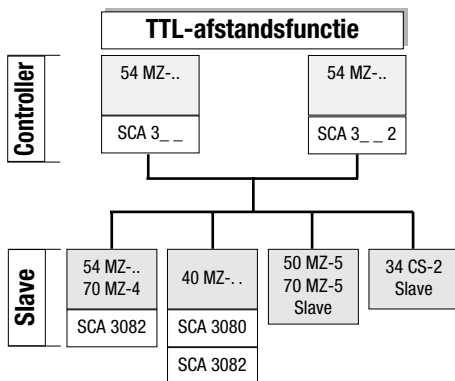 TTL-afstandsfunctie
Controller
54 MZ-..
SCA 3_ _
54 MZ-..
SCA 3_ _ 2
Slave
54 MZ-..
70 MZ-4
SCA 3082
40 MZ-. .
SCA 3080
SCA 3082
50 MZ-5
70 MZ-5
Slave
34 CS-2
Slave